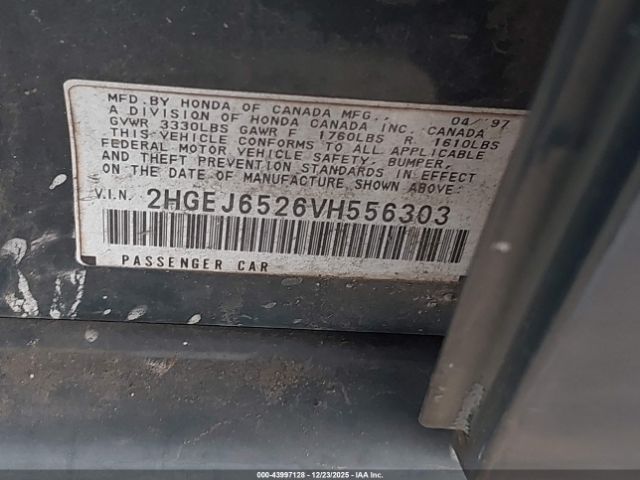 MFD. BY HONDA OF CANADA MFG., 04/'97
A DIVISION OF HONDA CANADA INC. CANADA
GVWR 3330LBS GAWR F 1760LBS R 1610LBS
THIS VEHICLE CONFORMS TO ALL APPLICABLE
FEDERAL MOTOR VEHICLE SAFETY, BUMPER,
AND THEFT PREVENTION STANDARDS IN EFFECT
ON THE DATE OF MANUFACTURE SHOWN ABOVE.
V.I.N. 2HGEJ6526VH556303
PASSENGER CAR
000-43997128 - 12/23/2025 - IAAI.COM